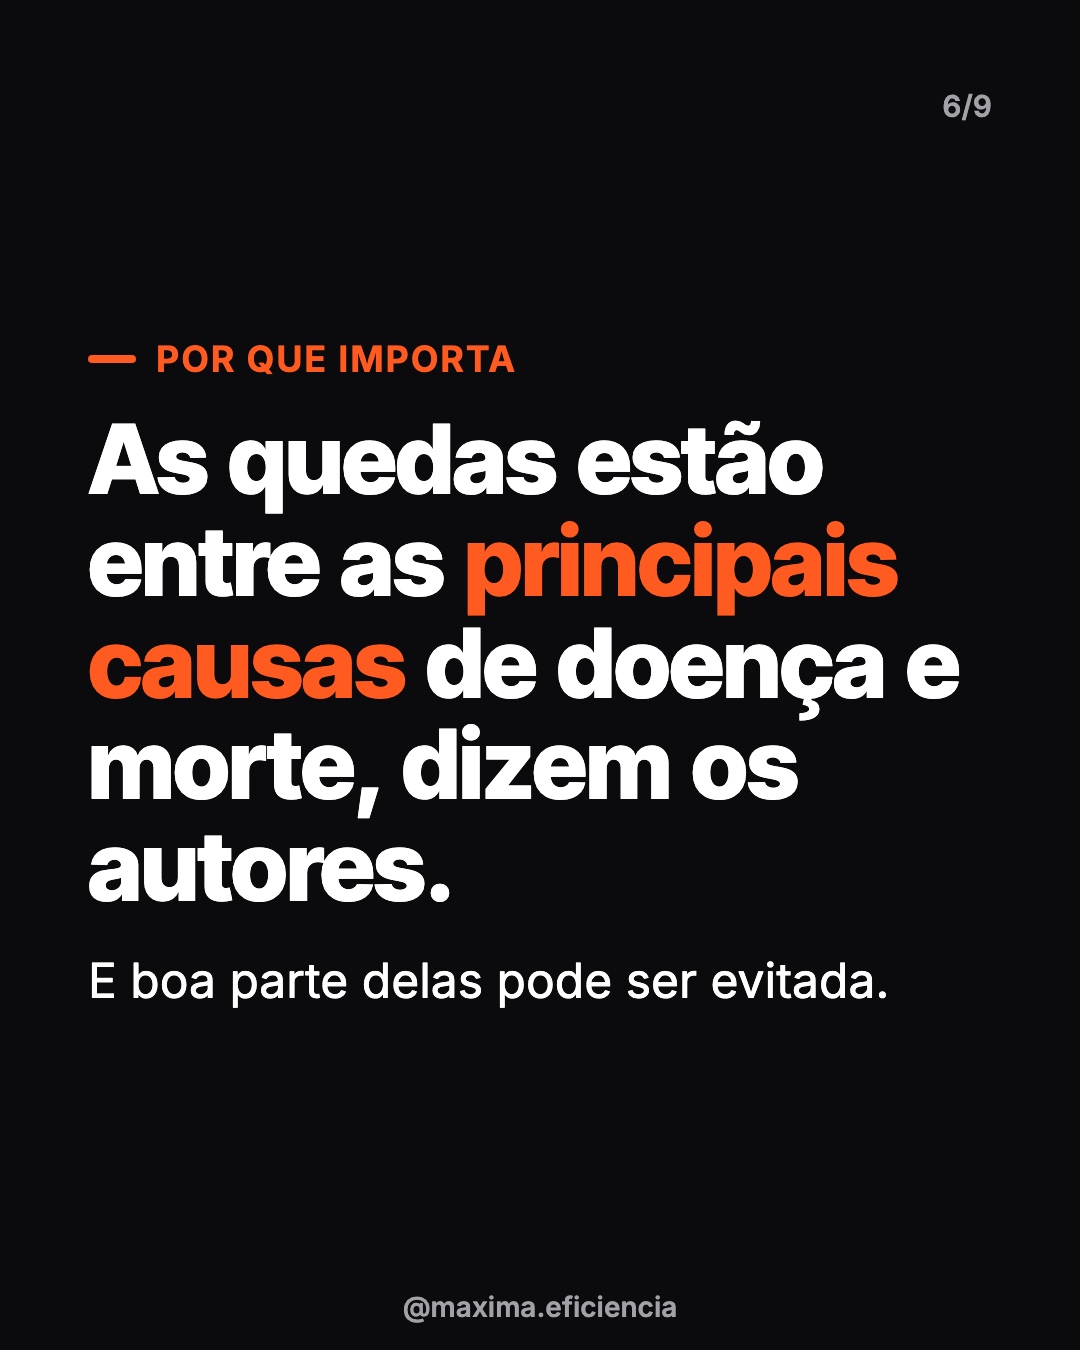 6/9
POR QUE IMPORTA
As quedas estão
entre as principais
causas de doença e
morte, dizem os
autores.
E boa parte delas pode ser evitada.
@maxima.eficiencia